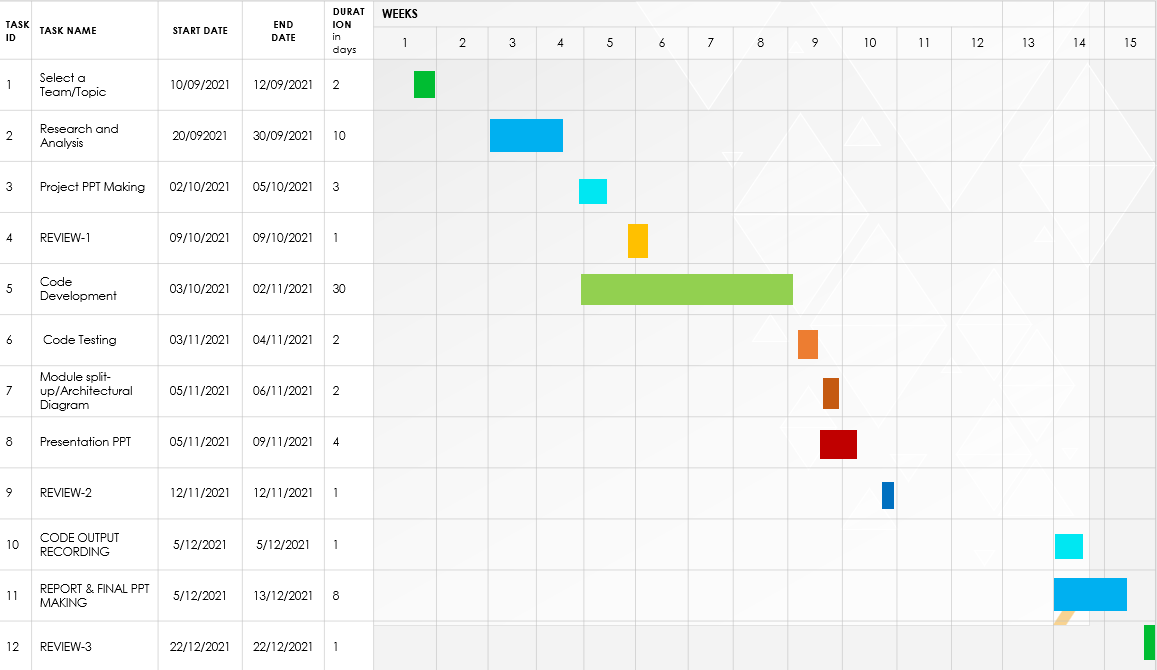 TASK ID TASK NAME START DATE END DATE DURAT ION in days WEEKS
1 2 3 4 5 6 7 8 9 10 11 12 13 14 15
1 Select a Team/Topic 10/09/2021 12/09/2021 2
2 Research and Analysis 20/092021 30/09/2021 10
3 Project PPT Making 02/10/2021 05/10/2021 3
4 REVIEW-1 09/10/2021 09/10/2021 1
5 Code Development 03/10/2021 02/11/2021 30
6 Code Testing 03/11/2021 04/11/2021 2
7 Module split-up/Architectural Diagram 05/11/2021 06/11/2021 2
8 Presentation PPT 05/11/2021 09/11/2021 4
9 REVIEW-2 12/11/2021 12/11/2021 1
10 CODE OUTPUT RECORDING 5/12/2021 5/12/2021 1
11 REPORT & FINAL PPT MAKING 5/12/2021 13/12/2021 8
12 REVIEW-3 22/12/2021 22/12/2021 1